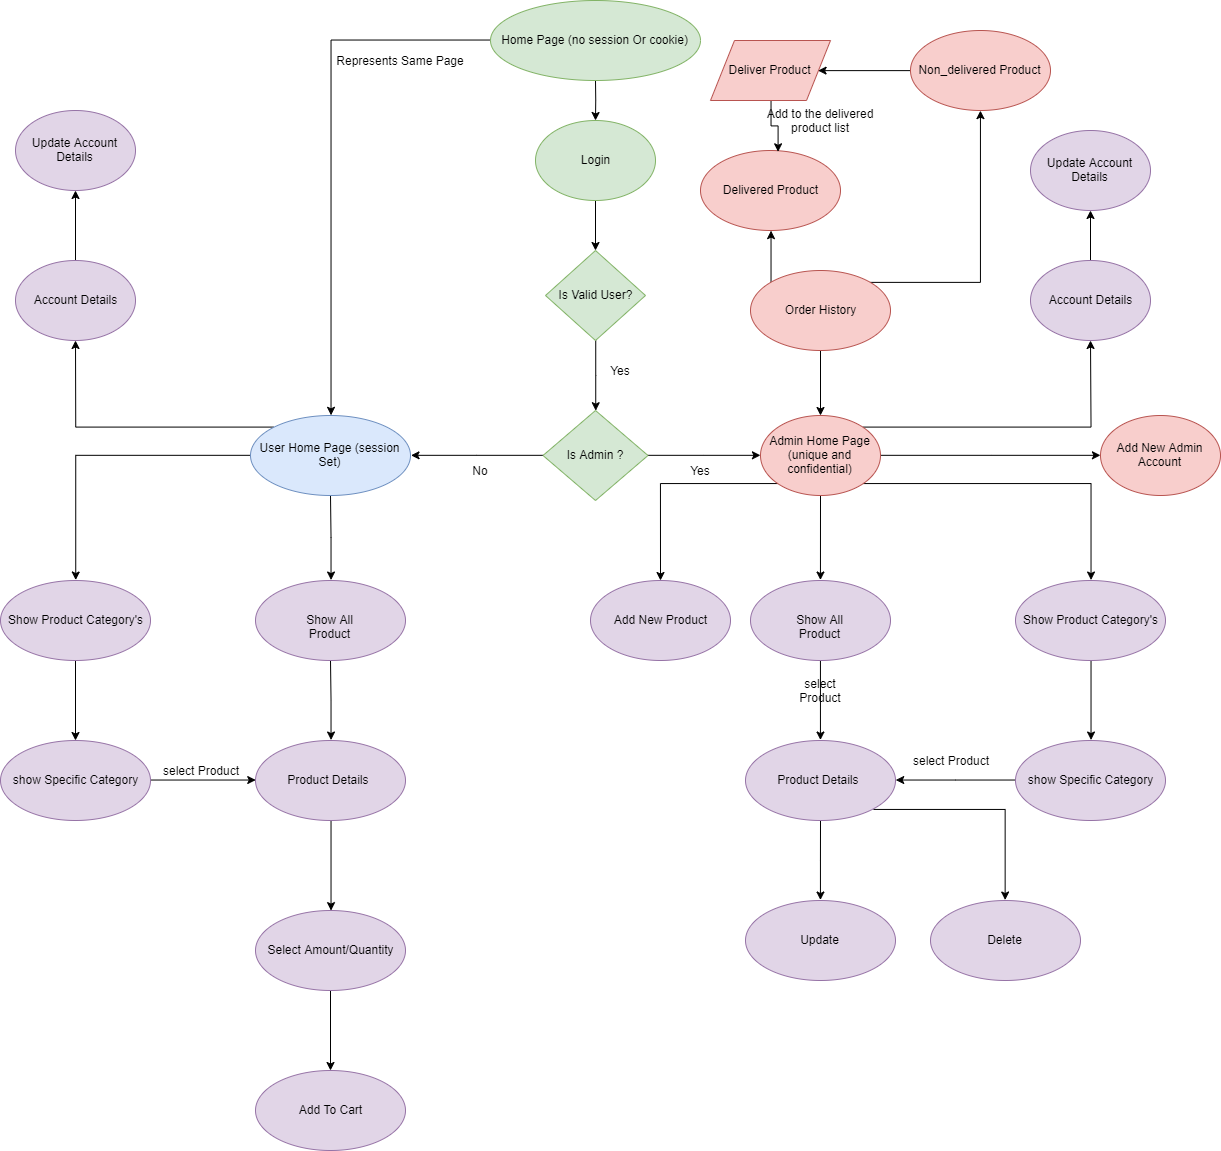 Home Page (no session Or cookie)
Represents Same Page
Deliver Product
Non_delivered Product
Add to the delivered
product list
Update Account
Details
Login
Update Account
Details
Delivered Product
Account Details
Is Valid User?
Order History
Account Details
Yes
User Home Page (session
Set)
No
Is Admin ?
Yes
Admin Home Page
(unique and
confidential)
Add New Admin
Account
Show Product Category's
Show All
Product
Add New Product
Show All
Product
Show Product Category's
select
Product
show Specific Category
select Product
Product Details
Product Details
select Product
show Specific Category
Select Amount/Quantity
Update
Delete
Add To Cart